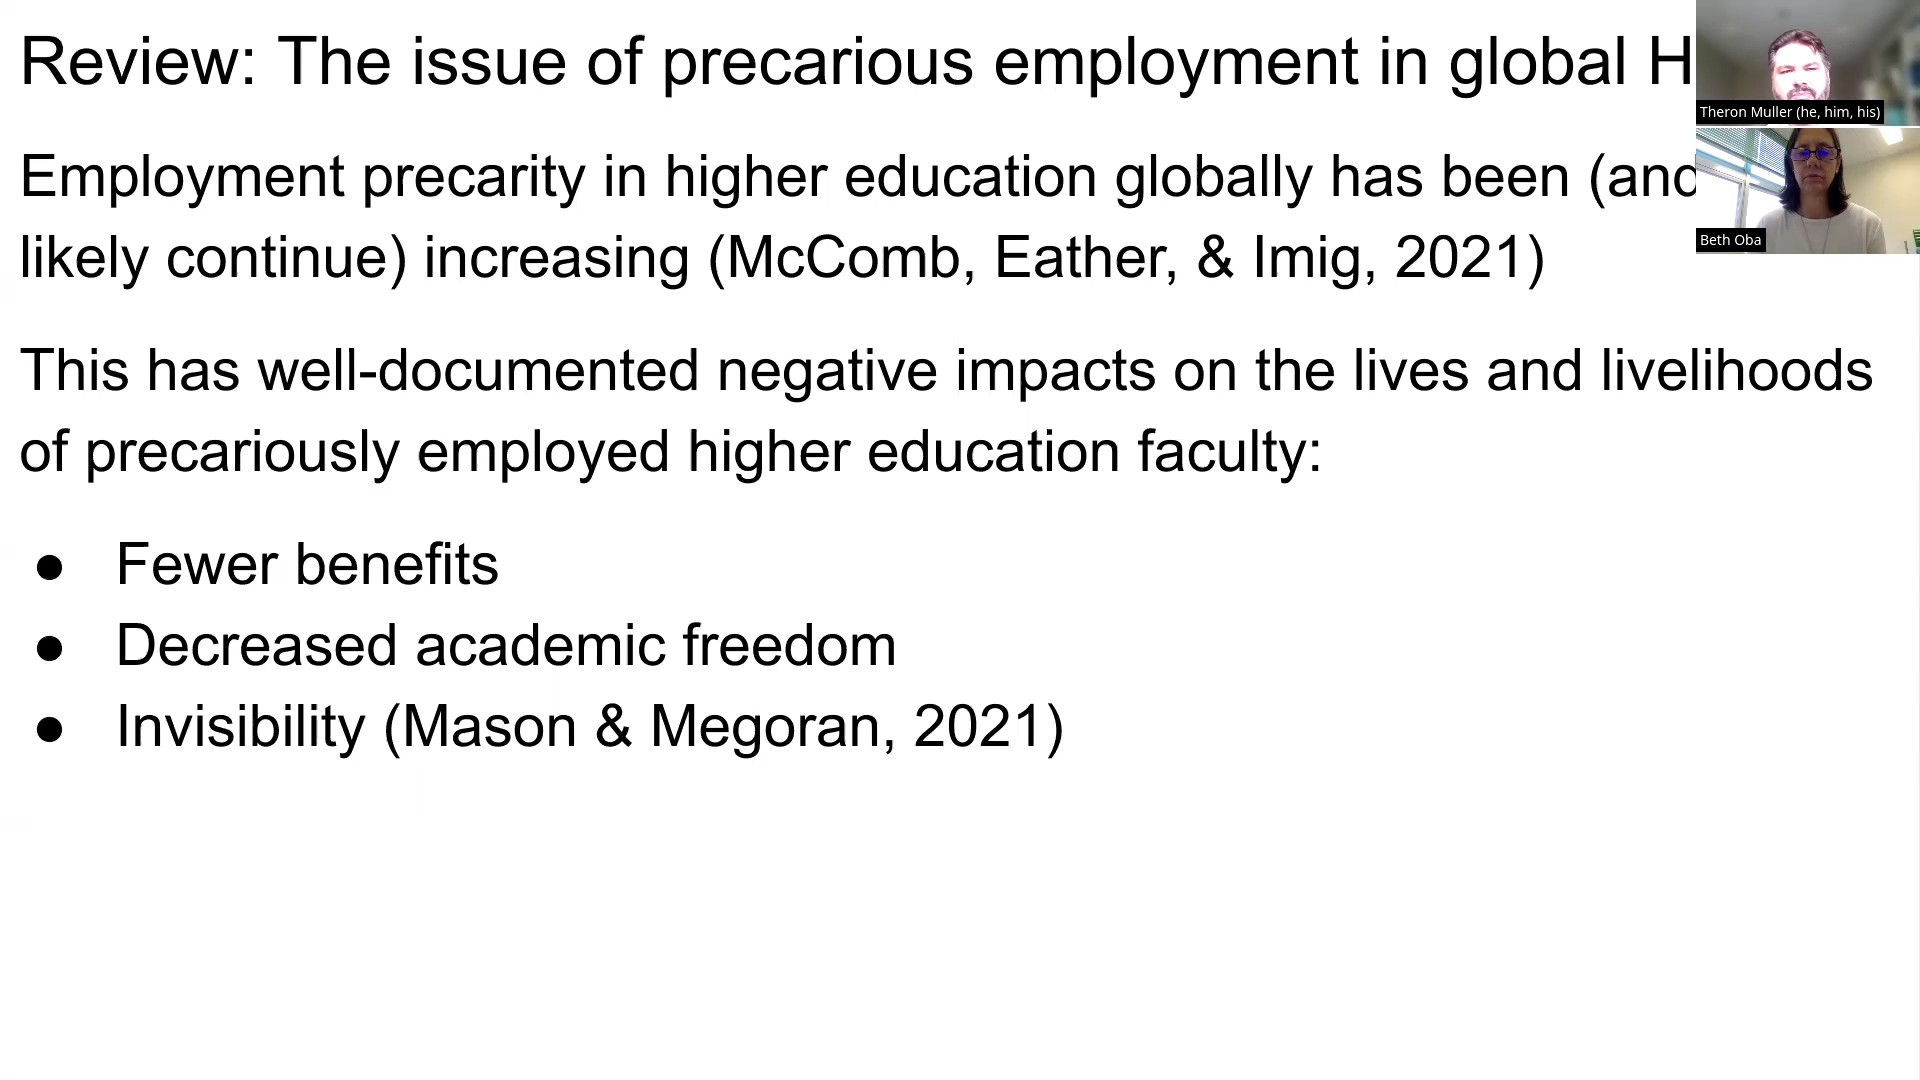 Review: The issue of precarious employment in global H
Theron Muller (he, him, his)
Employment precarity in higher education globally has been (and
likely continue) increasing (McComb, Eather, & Imig, 2021)
Beth Oba
This has well-documented negative impacts on the lives and livelihoods
of precariously employed higher education faculty:
● Fewer benefits
● Decreased academic freedom
● Invisibility (Mason & Megoran, 2021)